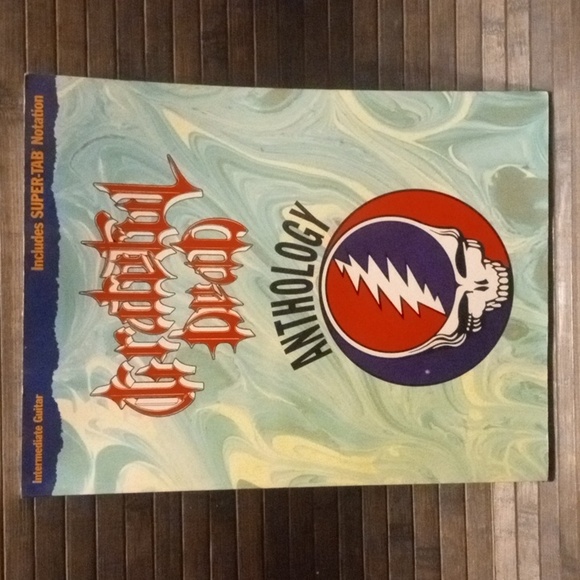 Intermediate Guitar Includes SUPER-TAB Notation
Grateful
Dead
ANTHOLOGY